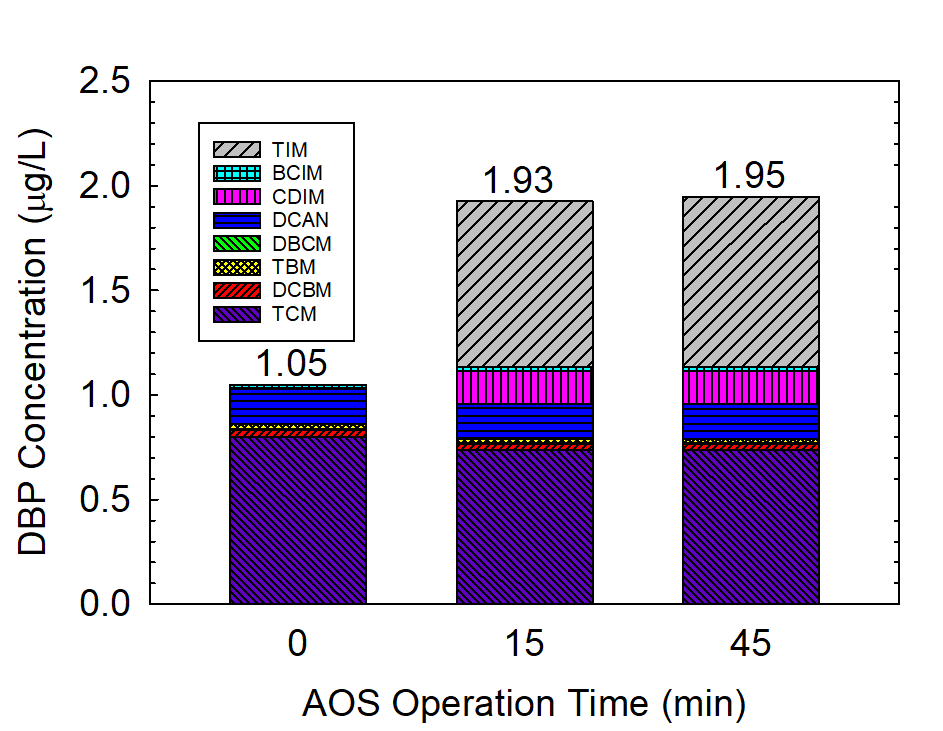 2.5
2.0
1.5
1.0
0.5
0.0
DBP Concentration (μg/L)
TIM
BCIM
CDIM
DCAN
DBCM
TBM
DCBM
TCM
1.05
1.93
1.95
0
15
45
AOS Operation Time (min)